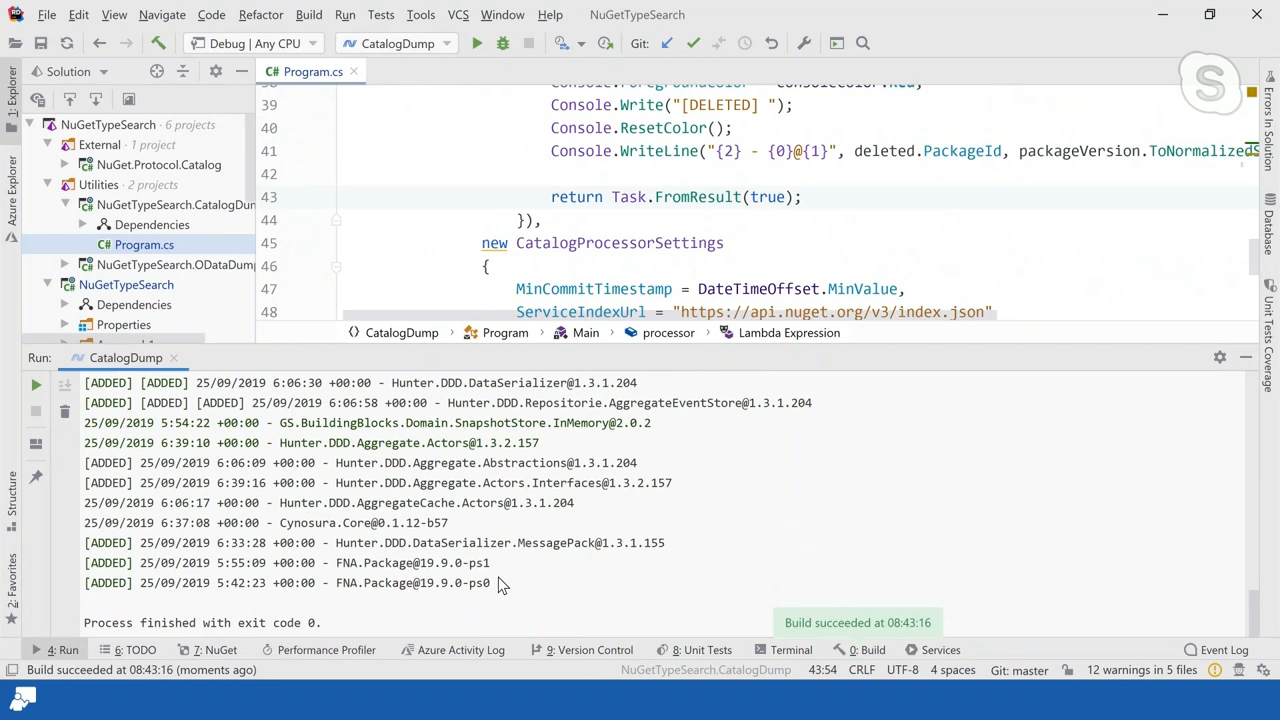 File Edit View Navigate Code Refactor Build Run Tests Tools VCS Window Help NuGetTypeSearch
Debug | Any CPU CatalogDump Git:
1: Explorer
Solution
C# Program.cs
NuGetTypeSearch 6 projects
External 1 project
NuGet.Protocol.Catalog
Utilities 2 projects
NuGetTypeSearch.CatalogDum
Dependencies
C# Program.cs
NuGetTypeSearch.ODataDump
NuGetTypeSearch
Dependencies
Properties
Azure Explorer
39 Console.Write("[DELETED] ");
40 Console.ResetColor();
41 Console.WriteLine("{2} - {0}@{1}", deleted.PackageId, packageVersion.ToNormalizedS
42
43 return Task.FromResult(true);
44 }),
45 new CatalogProcessorSettings
46 {
47 MinCommitTimestamp = DateTimeOffset.MinValue,
48 ServiceIndexUrl = "https://api.nuget.org/v3/index.json"
CatalogDump Program Main processor Lambda Expression
S
Errors In Solution
Database
Unit Tests Coverage
Run: CatalogDump
[ADDED] [ADDED] 25/09/2019 6:06:30 +00:00 - Hunter.DDD.DataSerializer@1.3.1.204
[ADDED] [ADDED] [ADDED] 25/09/2019 6:06:58 +00:00 - Hunter.DDD.Repositorie.AggregateEventStore@1.3.1.204
25/09/2019 5:54:22 +00:00 - GS.BuildingBlocks.Domain.SnapshotStore.InMemory@2.0.2
25/09/2019 6:39:10 +00:00 - Hunter.DDD.Aggregate.Actors@1.3.2.157
[ADDED] 25/09/2019 6:06:09 +00:00 - Hunter.DDD.Aggregate.Abstractions@1.3.1.204
[ADDED] 25/09/2019 6:39:16 +00:00 - Hunter.DDD.Aggregate.Actors.Interfaces@1.3.2.157
25/09/2019 6:06:17 +00:00 - Hunter.DDD.AggregateCache.Actors@1.3.1.204
25/09/2019 6:37:08 +00:00 - Cynosura.Core@0.1.12-b57
[ADDED] 25/09/2019 6:33:28 +00:00 - Hunter.DDD.DataSerializer.MessagePack@1.3.1.155
[ADDED] 25/09/2019 5:55:09 +00:00 - FNA.Package@19.9.0-ps1
[ADDED] 25/09/2019 5:42:23 +00:00 - FNA.Package@19.9.0-ps0
Process finished with exit code 0.
Structure
2: Favorites
Build succeeded at 08:43:16
4: Run 6: TODO 7: NuGet Performance Profiler Azure Activity Log 9: Version Control 8: Unit Tests Terminal 0: Build Services Event Log
Build succeeded at 08:43:16 (moments ago) NuGetTypeSearch.CatalogDump 43:54 CRLF UTF-8 4 spaces Git: master 12 warnings in 5 files